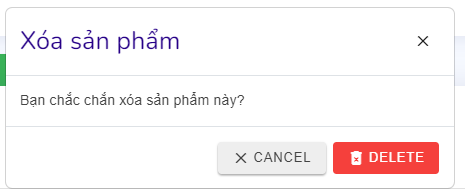 Xóa sản phẩm
Bạn chắc chắn xóa sản phẩm này?
CANCEL DELETE